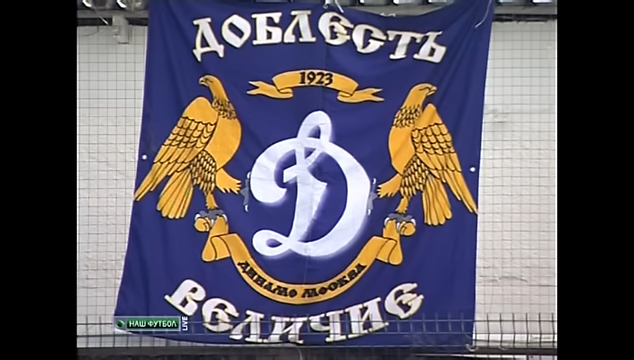 ДОБЛЕСТЬ
1923
Д
ДИНАМО МОСКВА
ВЕЛИЧИЕ
НАШ ФУТБОЛ LIVE